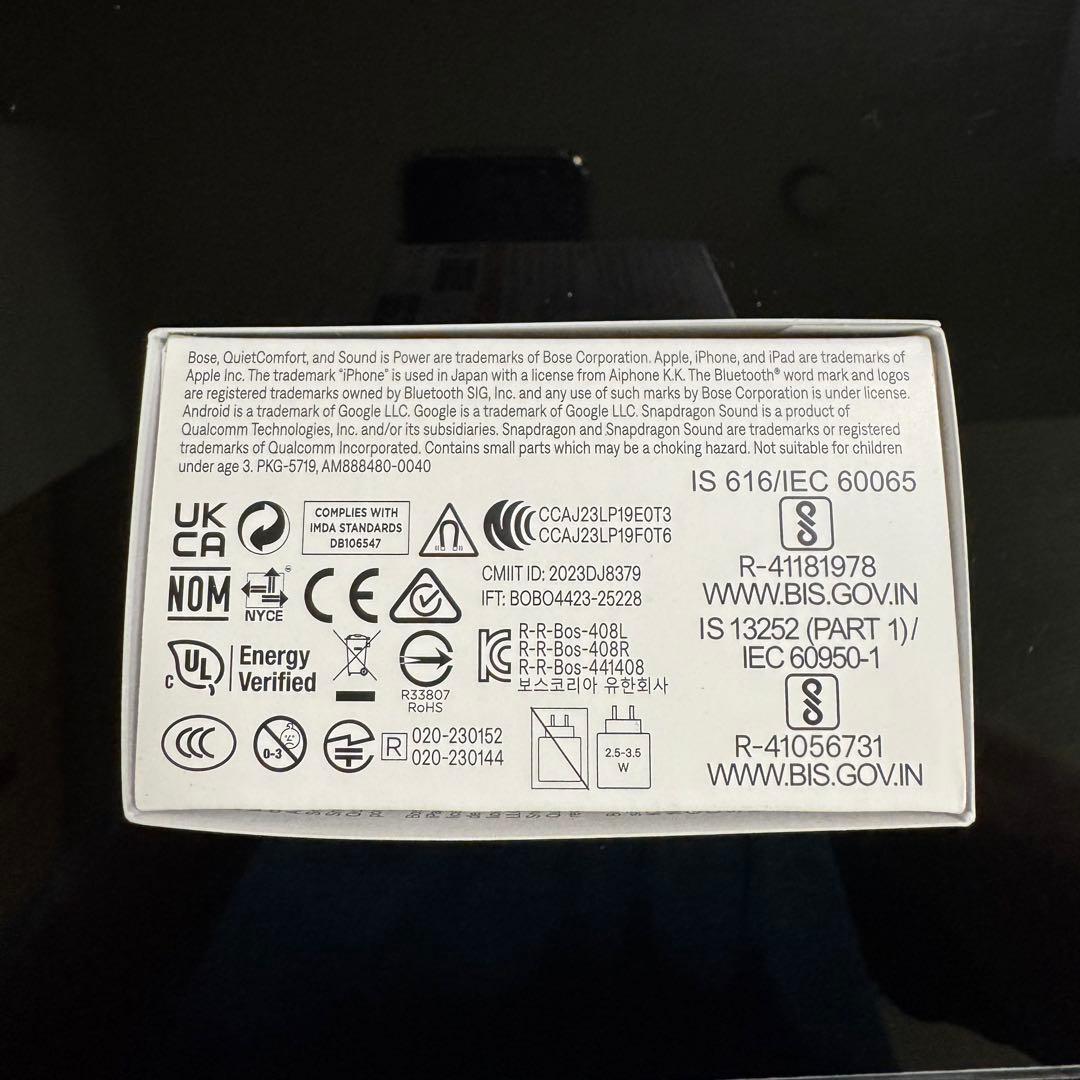 Bose, QuietComfort, and Sound is Power are trademarks of Bose Corporation. Apple, iPhone, and iPad are trademarks of
Apple Inc. The trademark "iPhone" is used in Japan with a license from Aiphone K.K. The Bluetooth® word mark and logos
are registered trademarks owned by Bluetooth SIG, Inc. and any use of such marks by Bose Corporation is under license.
Android is a trademark of Google LLC. Google is a trademark of Google LLC. Snapdragon Sound is a product of
Qualcomm Technologies, Inc. and/or its subsidiaries. Snapdragon and Snapdragon Sound are trademarks or registered
trademarks of Qualcomm Incorporated. Contains small parts which may be a choking hazard. Not suitable for children
under age 3. PKG-5719, AM888480-0040
UK
CA
COMPLIES WITH
IMDA STANDARDS
DB106547
CCAJ23LP19E0T3
CCAJ23LP19F0T6
NOM
NYCE
CE
CMIIT ID: 2023DJ8379
IFT: BOBO4423-25228
c UL
Energy
Verified
R33807
RoHS
R-R-Bos-408L
R-R-Bos-408R
R-R-Bos-441408
보스코리아 유한회사
CCC
0-3
R
020-230152
020-230144
2.5-3.5
W
IS 616/IEC 60065
R-41181978
WWW.BIS.GOV.IN
IS 13252 (PART 1)/
IEC 60950-1
R-41056731
WWW.BIS.GOV.IN